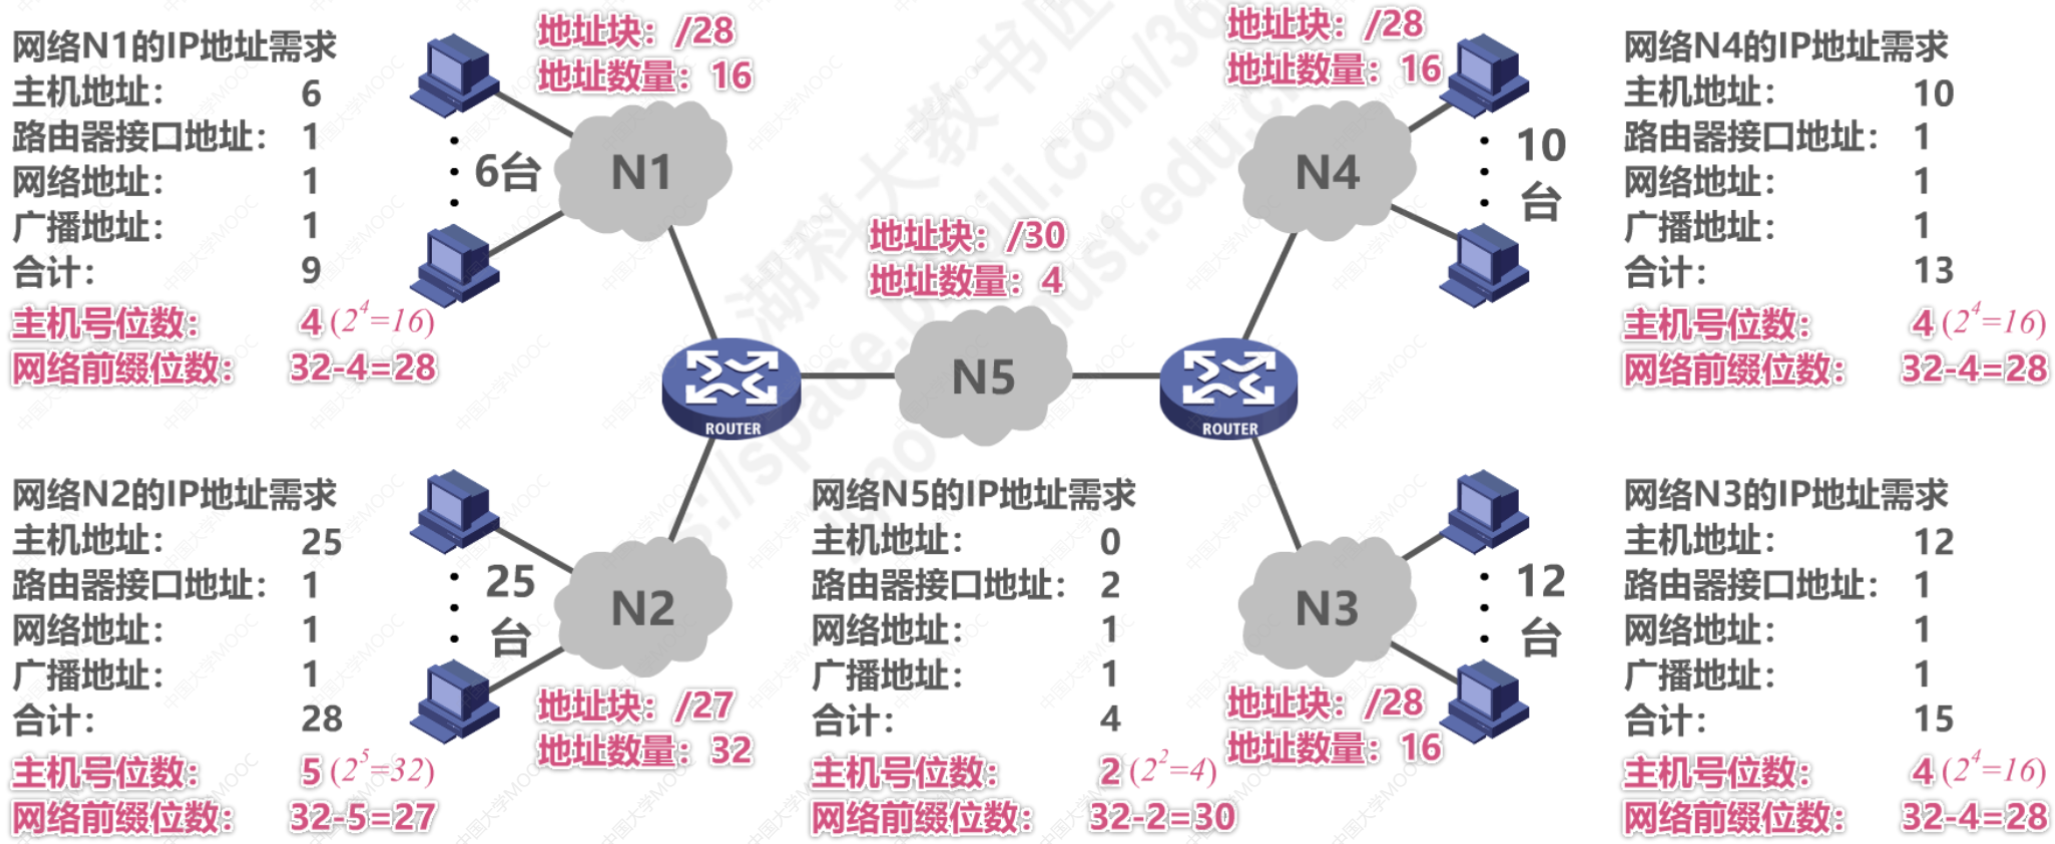 网络N1的IP地址需求
主机地址： 6
路由器接口地址： 1
网络地址： 1
广播地址： 1
合计： 9
主机号位数： 4 (2^4=16)
网络前缀位数： 32-4=28
地址块：/28
地址数量：16
6台
N1
地址块：/28
地址数量：16
N4
10
台
网络N4的IP地址需求
主机地址： 10
路由器接口地址： 1
网络地址： 1
广播地址： 1
合计： 13
主机号位数： 4 (2^4=16)
网络前缀位数： 32-4=28
地址块：/30
地址数量：4
N5
ROUTER
ROUTER
网络N2的IP地址需求
主机地址： 25
路由器接口地址： 1
网络地址： 1
广播地址： 1
合计： 28
主机号位数： 5 (2^5=32)
网络前缀位数： 32-5=27
25
台
N2
地址块：/27
地址数量：32
网络N5的IP地址需求
主机地址： 0
路由器接口地址： 2
网络地址： 1
广播地址： 1
合计： 4
主机号位数： 2 (2^2=4)
网络前缀位数： 32-2=30
N3
12
台
地址块：/28
地址数量：16
网络N3的IP地址需求
主机地址： 12
路由器接口地址： 1
网络地址： 1
广播地址： 1
合计： 15
主机号位数： 4 (2^4=16)
网络前缀位数： 32-4=28
中国大学MOOC
湖科大教书匠